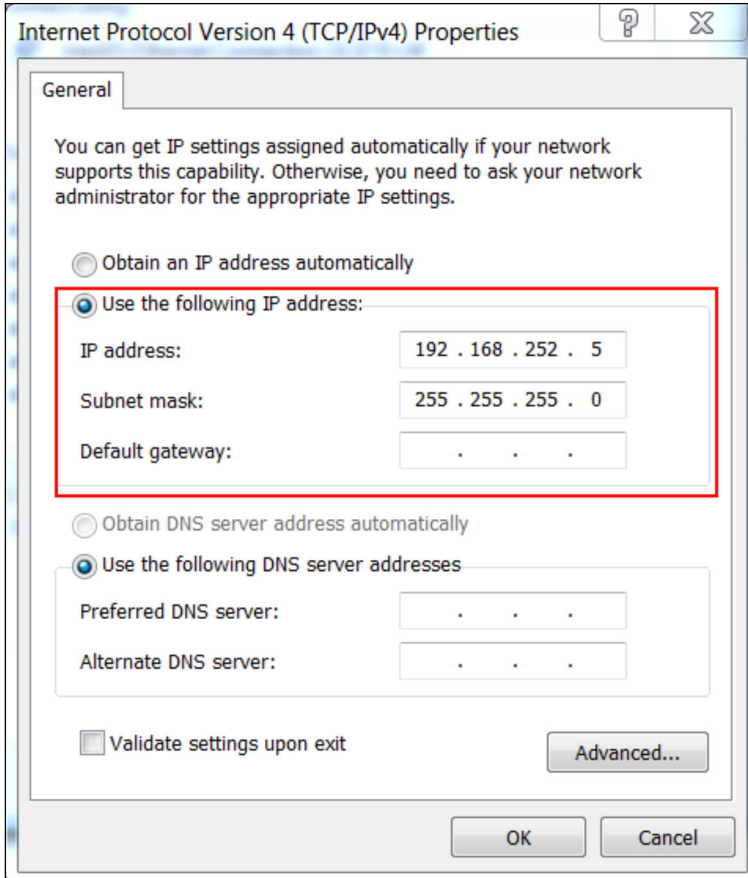 Internet Protocol Version 4 (TCP/IPv4) Properties
General
You can get IP settings assigned automatically if your network
supports this capability. Otherwise, you need to ask your network
administrator for the appropriate IP settings.
Obtain an IP address automatically
Use the following IP address:
IP address: 192 . 168 . 252 . 5
Subnet mask: 255 . 255 . 255 . 0
Default gateway: . . .
Obtain DNS server address automatically
Use the following DNS server addresses
Preferred DNS server: . . .
Alternate DNS server: . . .
Validate settings upon exit
Advanced...
OK Cancel